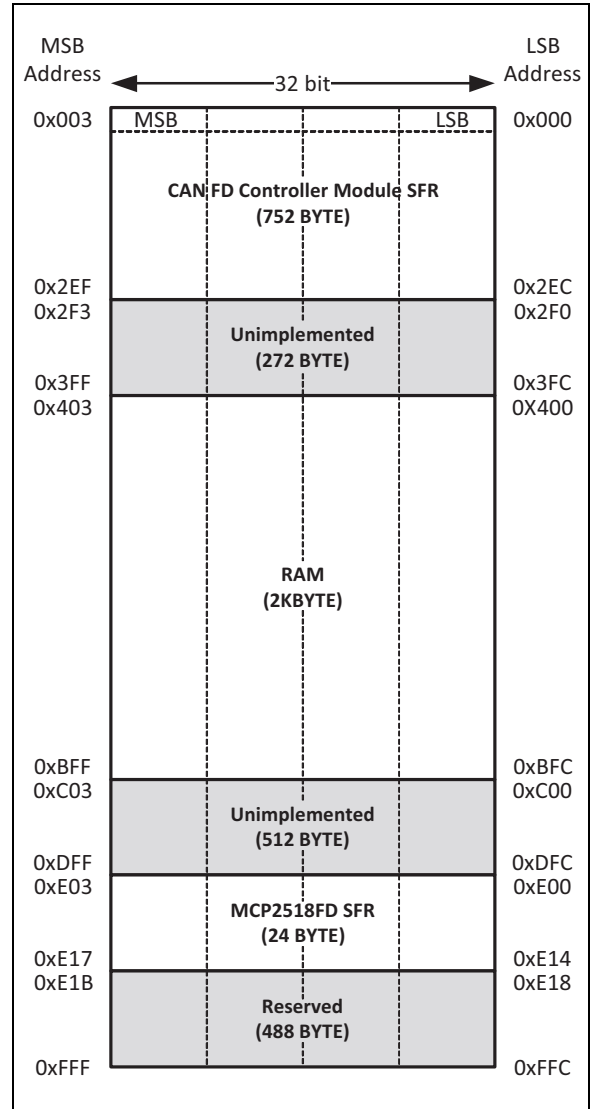 MSB
Address
LSB
Address
32 bit
0x003
MSB
LSB
0x000
CAN FD Controller Module SFR
(752 BYTE)
0x2EF
0x2EC
0x2F3
0x2F0
Unimplemented
(272 BYTE)
0x3FF
0x3FC
0x403
0X400
RAM
(2KBYTE)
0xBFF
0xBFC
0xC03
0xC00
Unimplemented
(512 BYTE)
0xDFF
0xDFC
0xE03
0xE00
MCP2518FD SFR
(24 BYTE)
0xE17
0xE14
0xE1B
0xE18
Reserved
(488 BYTE)
0xFFF
0xFFC